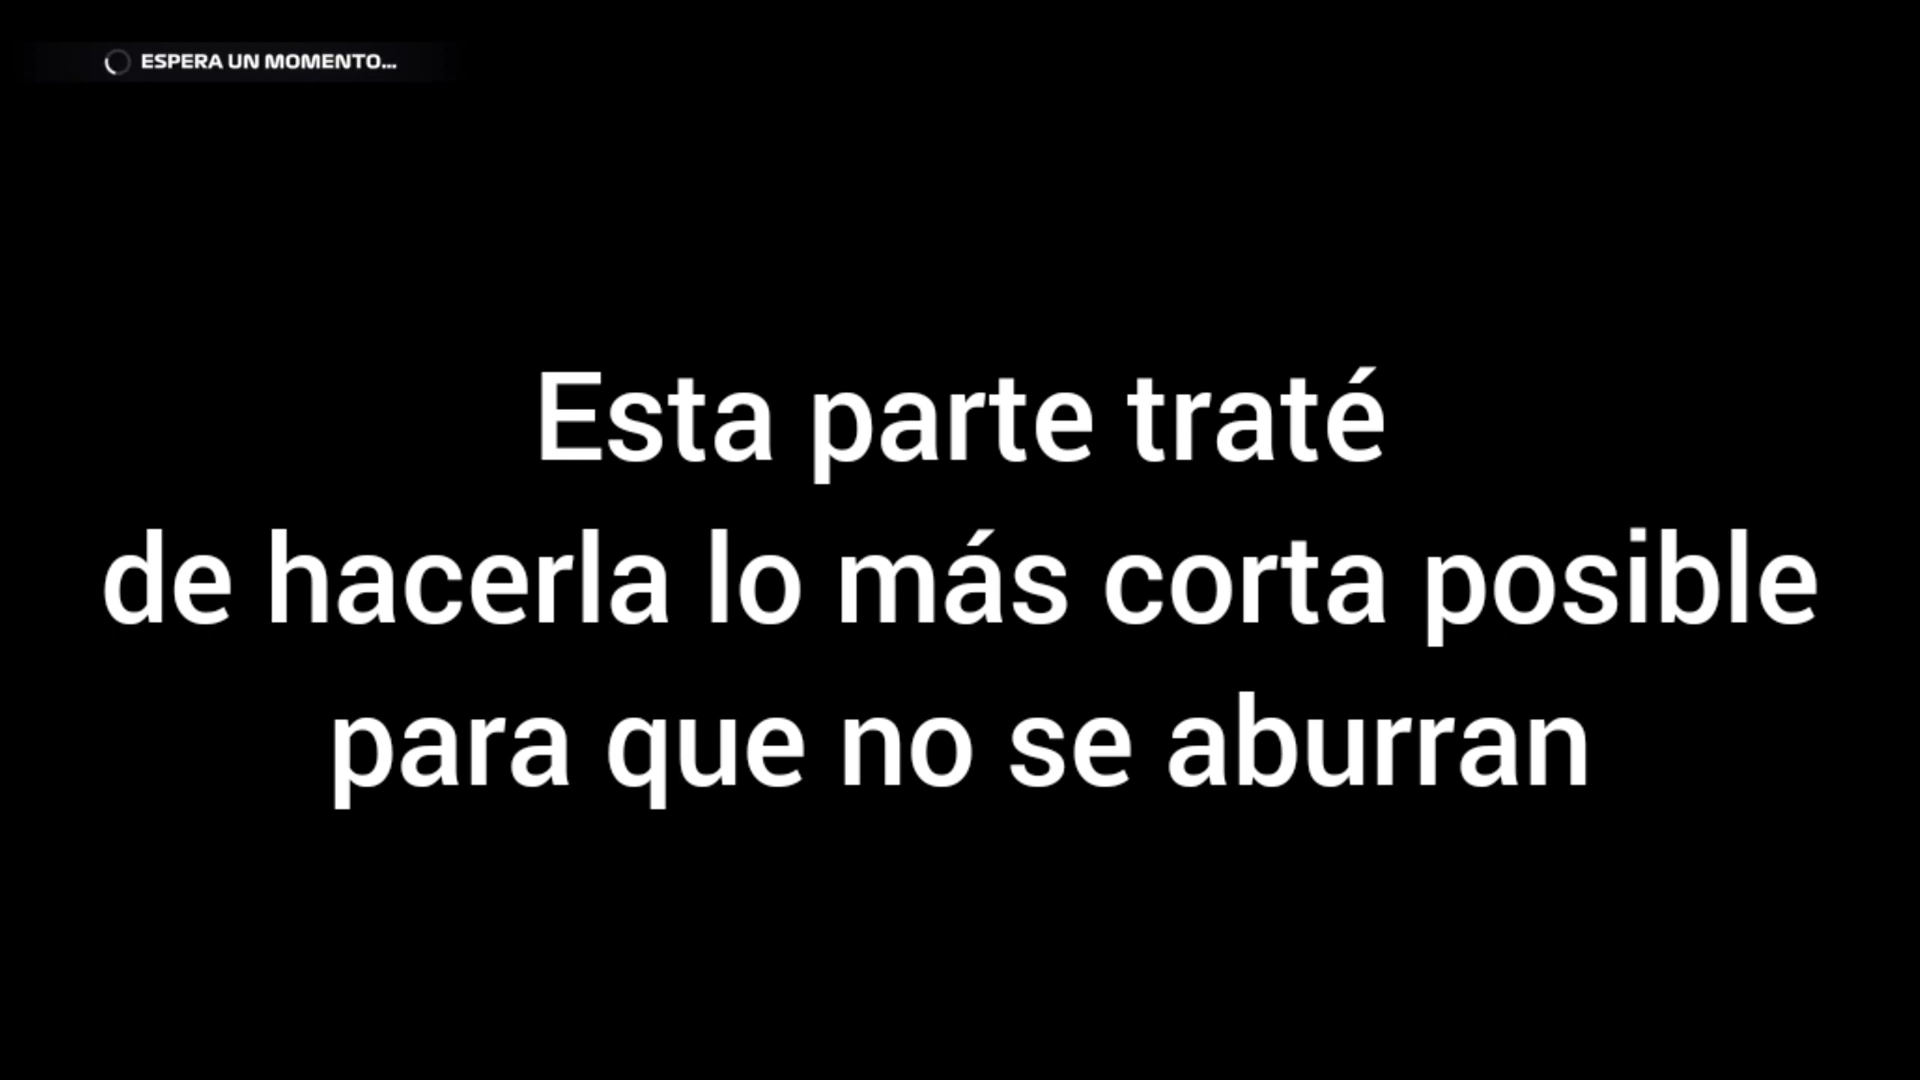 ESPERA UN MOMENTO...
Esta parte traté
de hacerla lo más corta posible
para que no se aburran